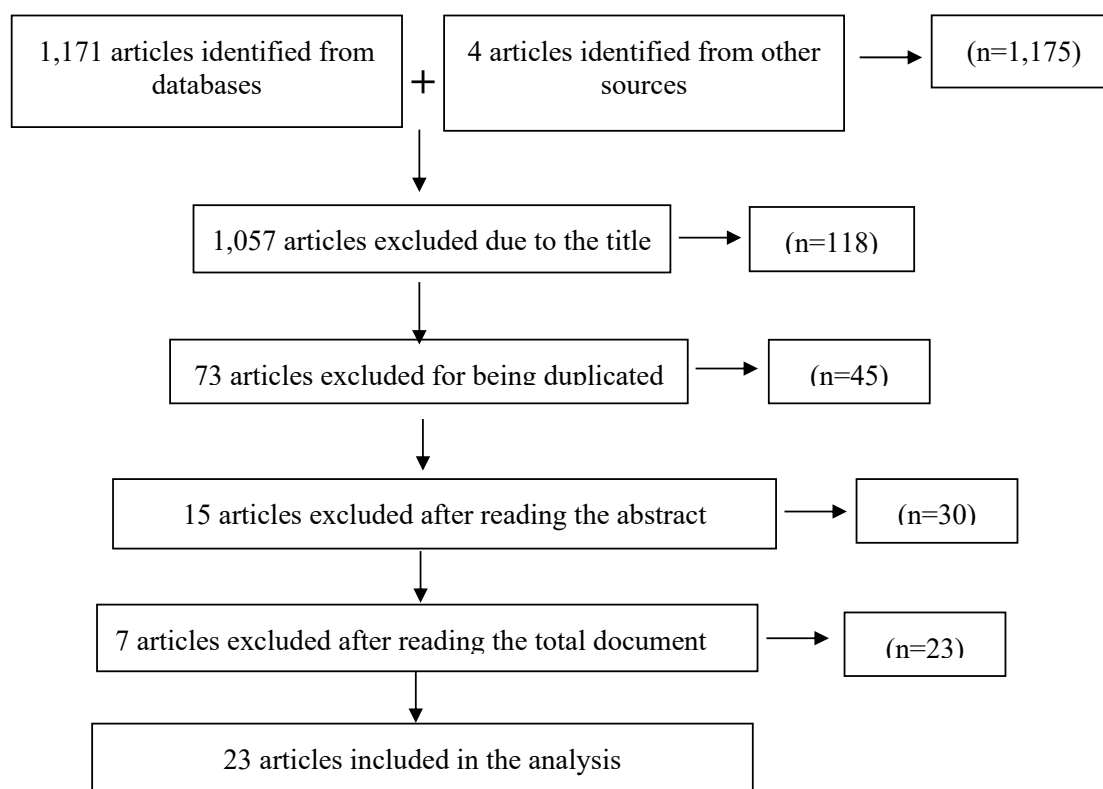 1,171 articles identified from
databases
+
4 articles identified from other
sources
(n=1,175)
1,057 articles excluded due to the title
(n=118)
73 articles excluded for being duplicated
(n=45)
15 articles excluded after reading the abstract
(n=30)
7 articles excluded after reading the total document
(n=23)
23 articles included in the analysis